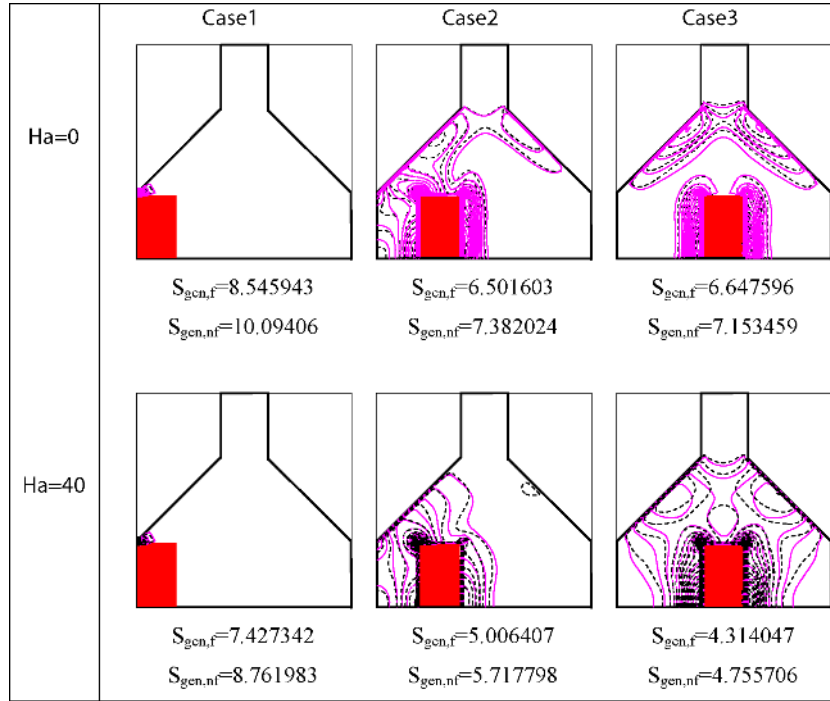 Case1 Case2 Case3
Ha=0
Sgen,f=8.545943 Sgen,f=6.501603 Sgen,f=6.647596
Sgen,nf=10.09406 Sgen,nf=7.382024 Sgen,nf=7.153459
Ha=40
Sgen,f=7.427342 Sgen,f=5.006407 Sgen,f=4.314047
Sgen,nf=8.761983 Sgen,nf=5.717798 Sgen,nf=4.755706